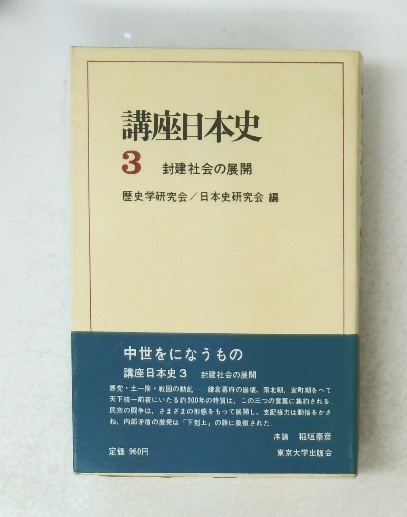 講座日本史
3 封建社会の展開
歴史学研究会／日本史研究会 編
中世をになうもの
講座日本史3 封建社会の展開
悪党・土一揆・戦国の動乱──鎌倉幕府の崩壊、南北朝、室町期をへて
天下統一前夜にいたる約300年の特質は、この三つの言葉に集約される.
民衆の闘争は、さまざまの形態をもって展開し、支配権力は動揺をかさ
ね、内部矛盾の激発は「下剋上」の語に象徴された.
序論 稲垣泰彦
定価 960円
東京大学出版会